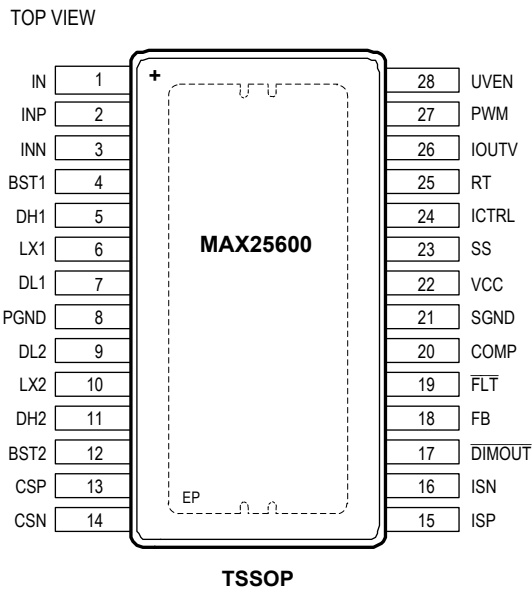 TOP VIEW
IN 1 + 28 UVEN
INP 2 27 PWM
INN 3 26 IOUTV
BST1 4 25 RT
DH1 5 24 ICTRL
LX1 6 MAX25600 23 SS
DL1 7 22 VCC
PGND 8 21 SGND
DL2 9 20 COMP
LX2 10 19 FLT
DH2 11 18 FB
BST2 12 17 DIMOUT
CSP 13 EP 16 ISN
CSN 14 15 ISP
TSSOP